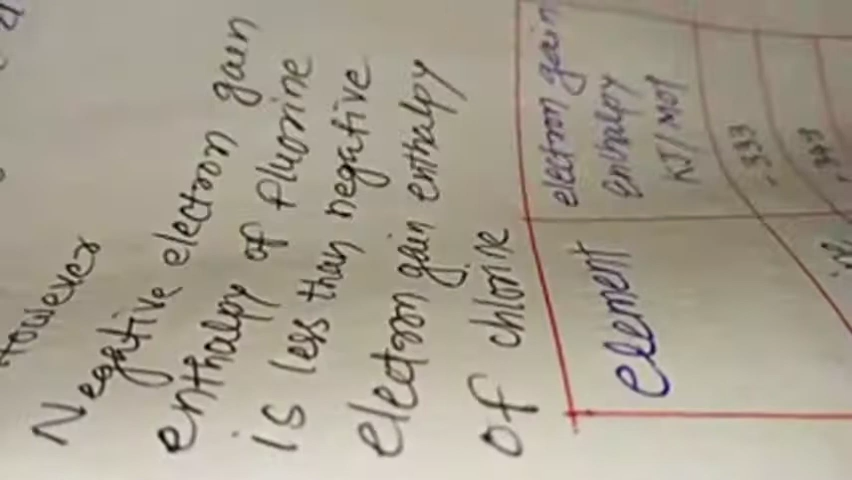 However
Negative electron gain
enthalpy of fluorine
is less than negative
electron gain enthalpy
of chlorine
element
electron gain
enthalpy
KJ/mol
-333